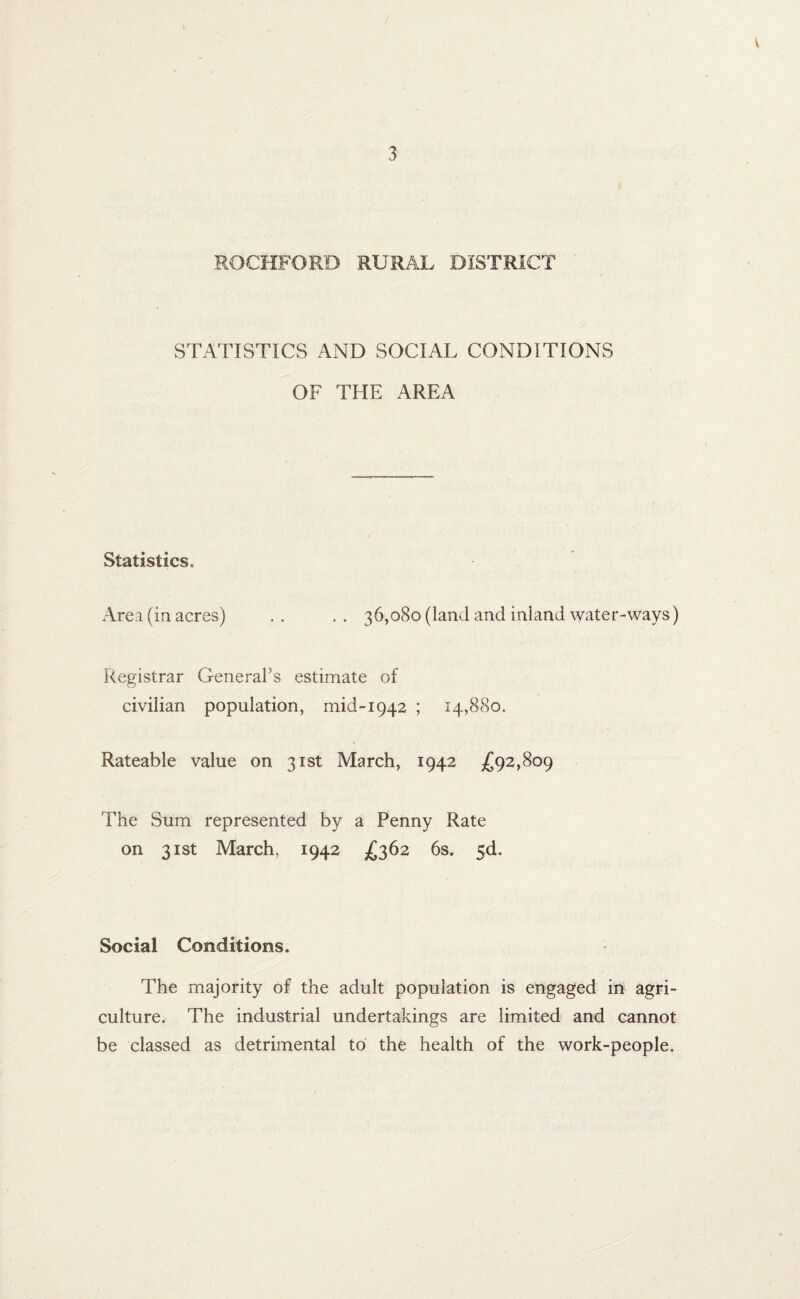 3
ROCHFORD RURAL DISTRICT
STATISTICS AND SOCIAL CONDITIONS
OF THE AREA
Statistics.
Area (in acres) . . . . 36,080 (land and inland water-ways)
Registrar General's estimate of
civilian population, mid-1942 ; 14,880.
Rateable value on 31st March, 1942 £92,809
The Sum represented by a Penny Rate
on 31st March, 1942 £362 6s. 5d.
Social Conditions.
The majority of the adult population is engaged in agri-
culture. The industrial undertakings are limited and cannot
be classed as detrimental to the health of the work-people.